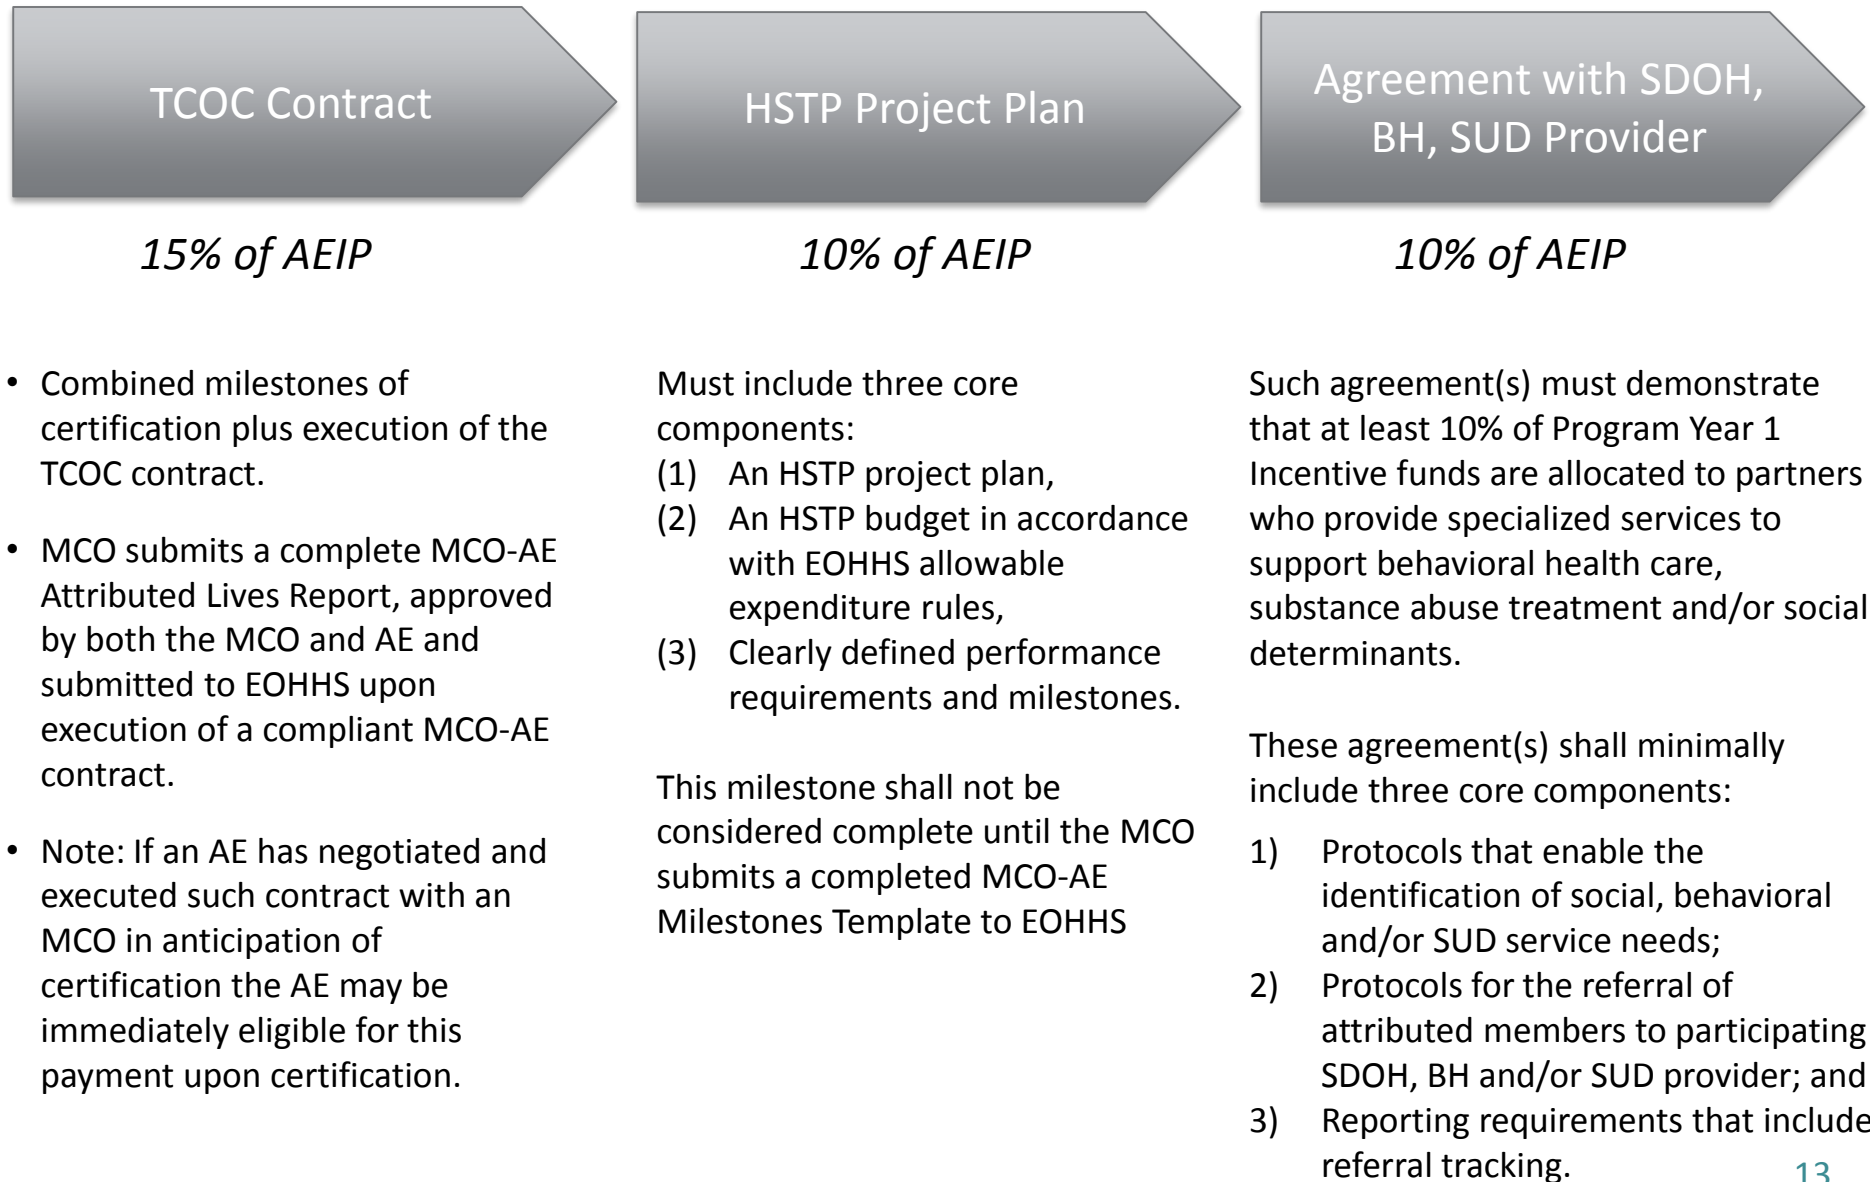 TCOC Contract
15% of AEIP
• Combined milestones of
certification plus execution of the
TCOC contract.
• MCO submits a complete MCO-AE
Attributed Lives Report, approved
by both the MCO and AE and
submitted to EOHHS upon
execution of a compliant MCO-AE
contract.
• Note: If an AE has negotiated and
executed such contract with an
MCO in anticipation of
certification the AE may be
immediately eligible for this
payment upon certification.
HSTP Project Plan
10% of AEIP
Must include three core
components:
(1) An HSTP project plan,
(2) An HSTP budget in accordance
with EOHHS allowable
expenditure rules,
(3) Clearly defined performance
requirements and milestones.
This milestone shall not be
considered complete until the MCO
submits a completed MCO-AE
Milestones Template to EOHHS
Agreement with SDOH,
BH, SUD Provider
10% of AEIP
Such agreement(s) must demonstrate
that at least 10% of Program Year 1
Incentive funds are allocated to partners
who provide specialized services to
support behavioral health care,
substance abuse treatment and/or social
determinants.
These agreement(s) shall minimally
include three core components:
1) Protocols that enable the
identification of social, behavioral
and/or SUD service needs;
2) Protocols for the referral of
attributed members to participating
SDOH, BH and/or SUD provider; and
3) Reporting requirements that include
referral tracking.
13